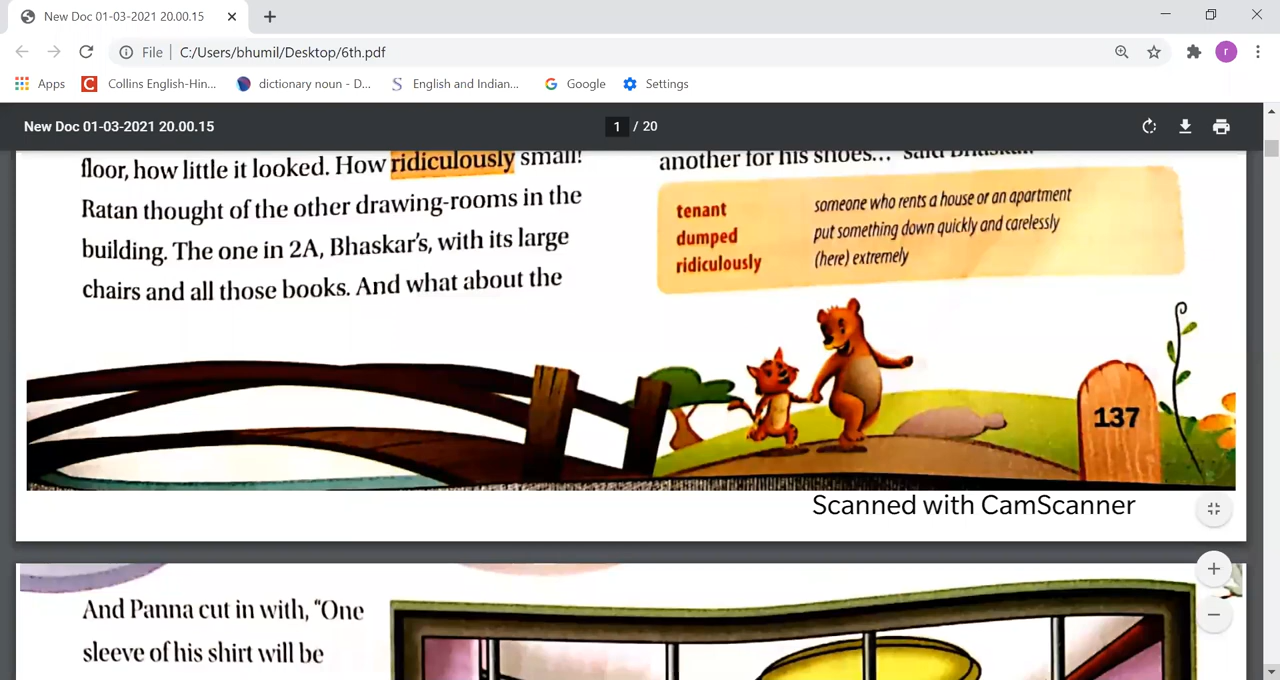 New Doc 01-03-2021 20.00.15
File
C:/Users/bhumil/Desktop/6th.pdf
r
Apps
Collins English-Hin...
dictionary noun - D...
English and Indian...
Google
Settings
New Doc 01-03-2021 20.00.15
1 / 20
floor, how little it looked. How ridiculously small!
Ratan thought of the other drawing-rooms in the
building. The one in 2A, Bhaskar's, with its large
chairs and all those books. And what about the
another for his shoes..." said Bhaskar.
tenant someone who rents a house or an apartment
dumped put something down quickly and carelessly
ridiculously (here) extremely
137
Scanned with CamScanner
And Panna cut in with, "One
sleeve of his shirt will be